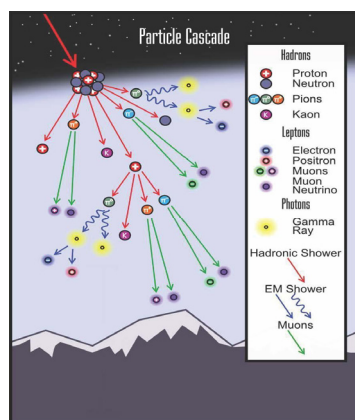 Particle Cascade
Hadrons
Proton
Neutron
Pions
Kaon
Leptons
Electron
Positron
Muons
Muon
Neutrino
Photons
Gamma
Ray
Hadronic Shower
EM Shower
Muons
K
K
K